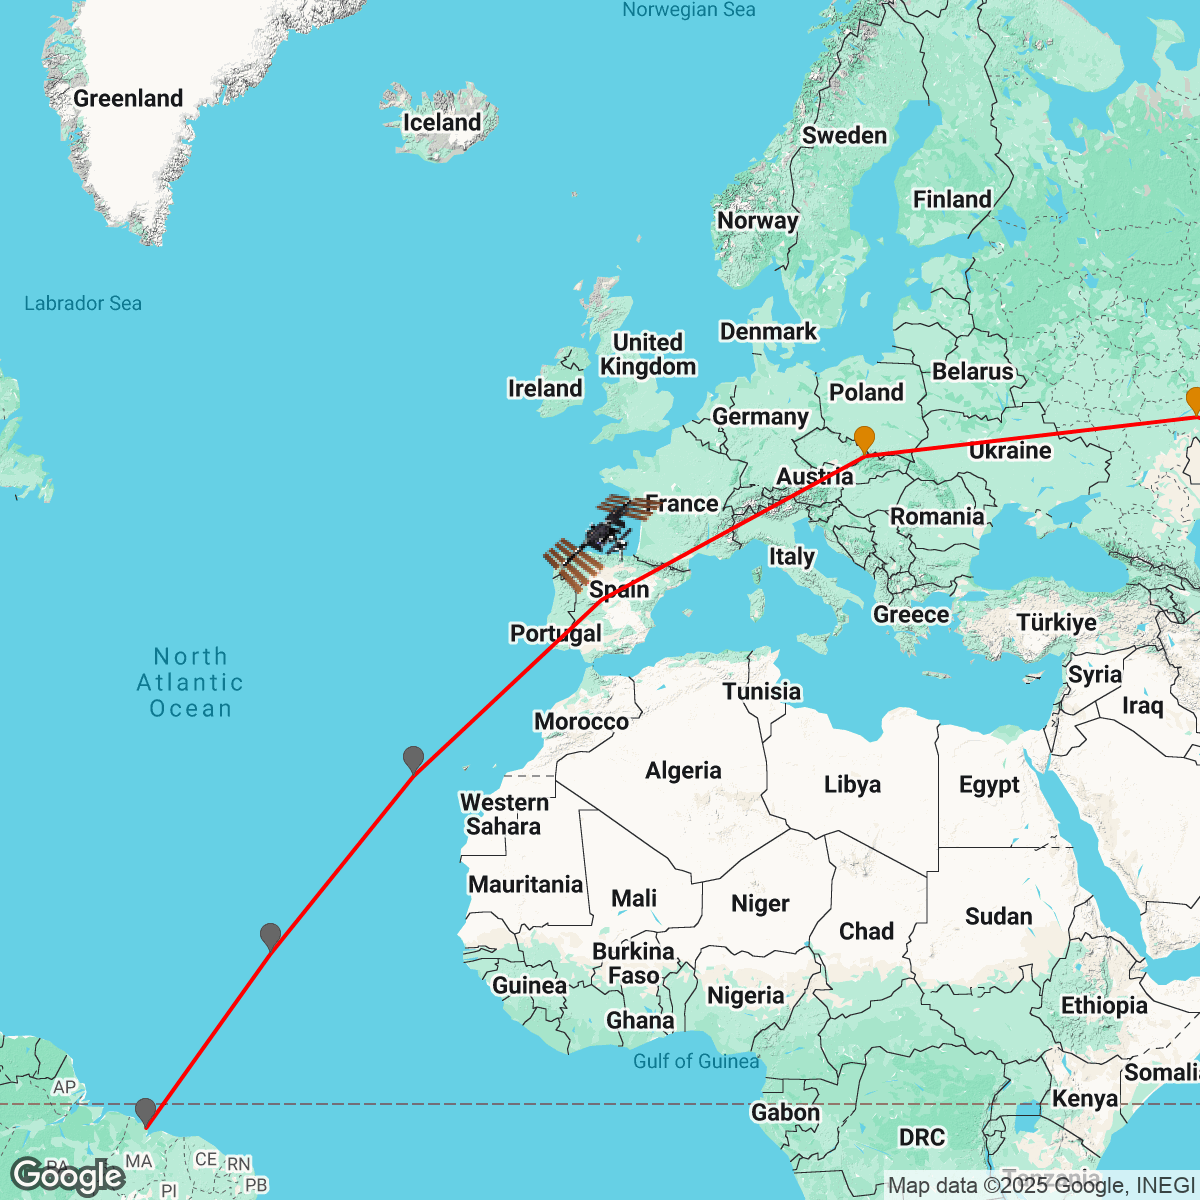 Norwegian Sea
Greenland
Iceland
Sweden
Finland
Norway
Labrador Sea
Denmark
United
Kingdom
Ireland
Belarus
Poland
Germany
Ukraine
Austria
France
Romania
Italy
Spain
Greece
Türkiye
Portugal
North
Atlantic
Ocean
Syria
Iraq
Tunisia
Morocco
Algeria
Libya
Egypt
Western
Sahara
Mauritania
Mali
Niger
Chad
Sudan
Burkina
Faso
Guinea
Nigeria
Ethiopia
Ghana
Gulf of Guinea
Somali
AP
Kenya
Gabon
DRC
MA
CE
RN
PA
PI
PB
Tanzania
Google
Map data ©2025 Google, INEGI